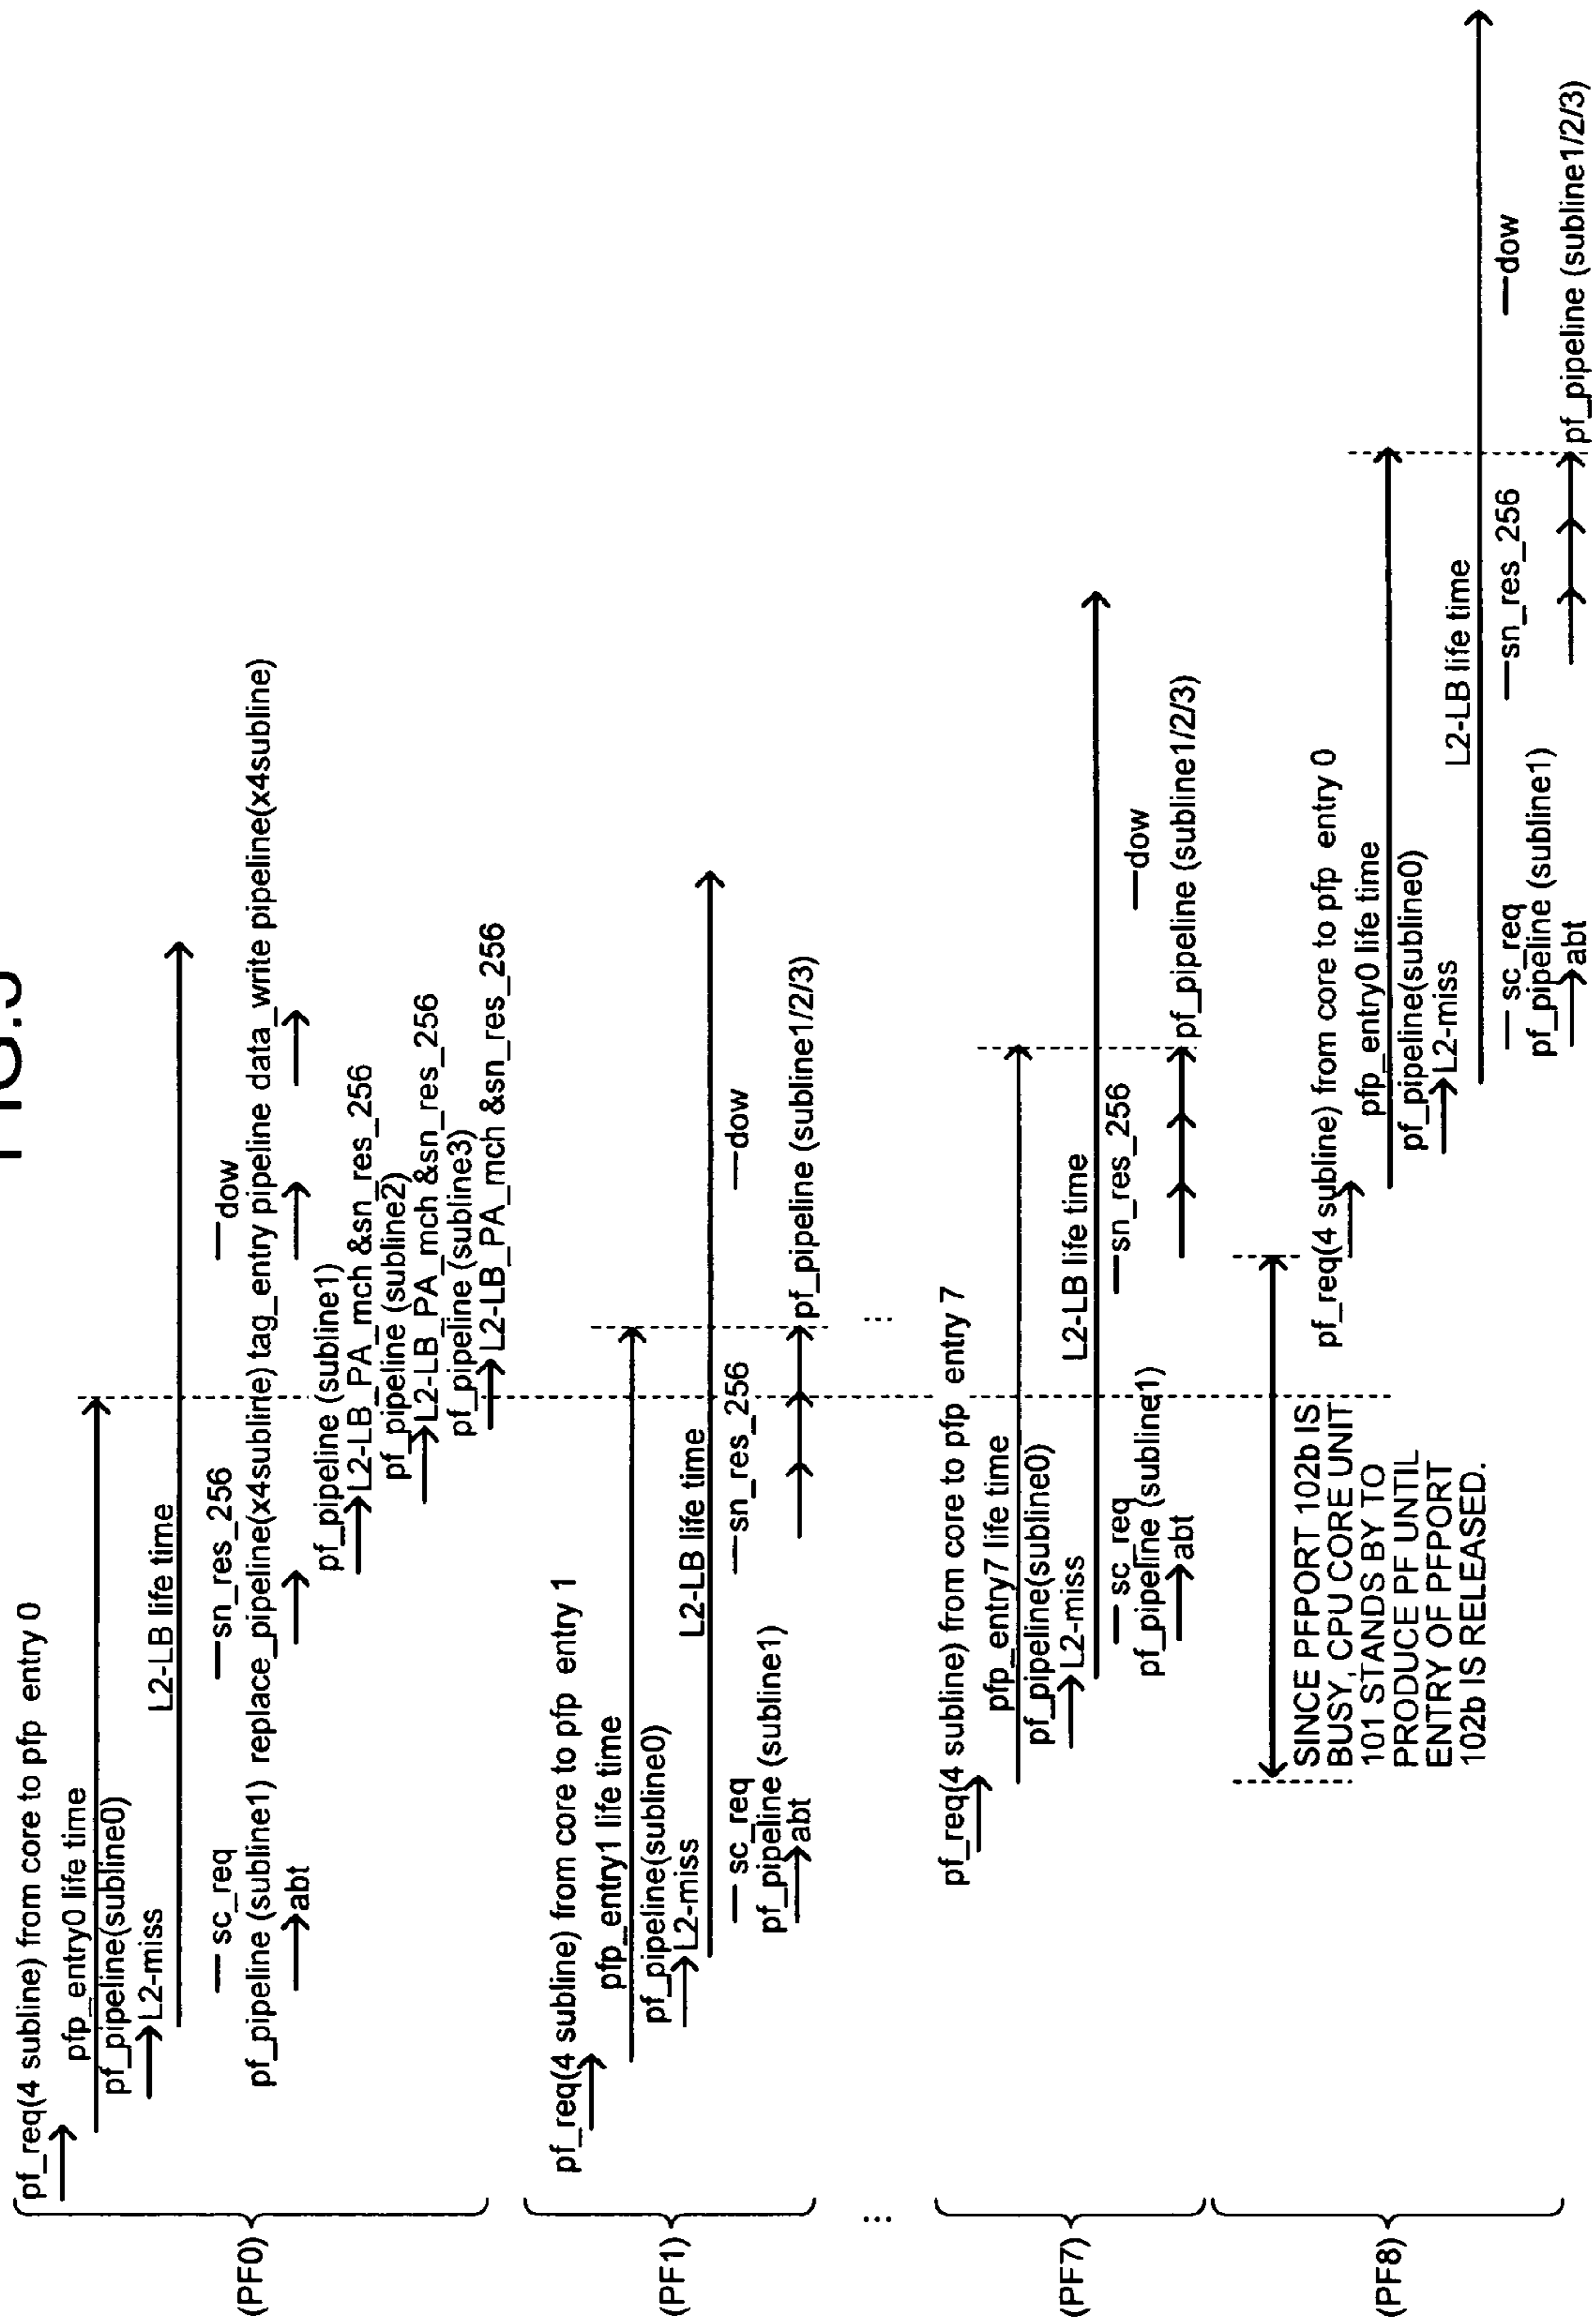 (PF0)
pf_req(4 subline) from core to pfp entry 0
pfp_entry0 life time
pf_pipeline(subline0)
L2-miss
L2-LB life time
sc_req
sn_res_256
dow
pf_pipeline (subline1) replace_pipeline(x4subline) tag_entry pipeline data_write pipeline(x4subline)
abt
pf_pipeline (subline1)
L2-LB_PA_mch &sn_res_256
pf_pipeline (subline2)
L2-LB_PA_mch &sn_res_256
pf_pipeline (subline3)
L2-LB_PA_mch &sn_res_256
(PF1)
pf_req(4 subline) from core to pfp entry 1
pfp_entry1 life time
pf_pipeline(subline0)
L2-miss
L2-LB life time
sc_req
sn_res_256
dow
pf_pipeline (subline1)
abt
pf_pipeline (subline1/2/3)
...
...
(PF7)
pf_req(4 subline) from core to pfp entry 7
pfp_entry7 life time
pf_pipeline(subline0)
L2-miss
L2-LB life time
sc_req
sn_res_256
dow
pf_pipeline (subline1)
abt
pf_pipeline (subline1/2/3)
(PF8)
SINCE PFPORT 102b IS
BUSY, CPU CORE UNIT
101 STANDS BY TO
PRODUCE PF UNTIL
ENTRY OF PFPORT
102b IS RELEASED.
pf_req(4 subline) from core to pfp entry 0
pfp_entry0 life time
pf_pipeline(subline0)
L2-miss
L2-LB life time
sc_req
sn_res_256
dow
pf_pipeline (subline1)
abt
pf_pipeline (subline1/2/3)